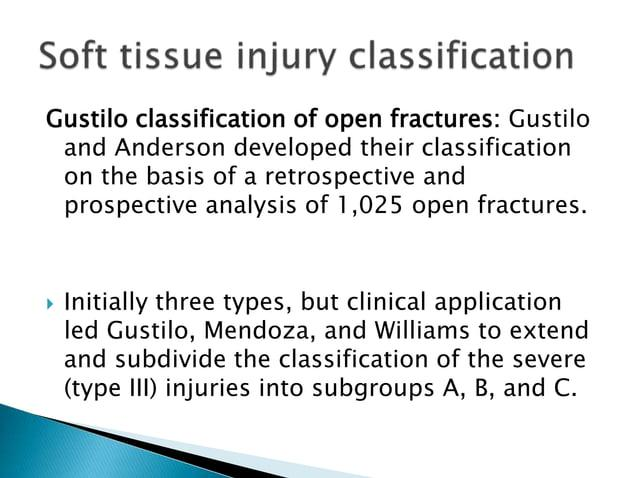 Soft tissue injury classification
Gustilo classification of open fractures: Gustilo
and Anderson developed their classification
on the basis of a retrospective and
prospective analysis of 1,025 open fractures.
Initially three types, but clinical application
led Gustilo, Mendoza, and Williams to extend
and subdivide the classification of the severe
(type III) injuries into subgroups A, B, and C.